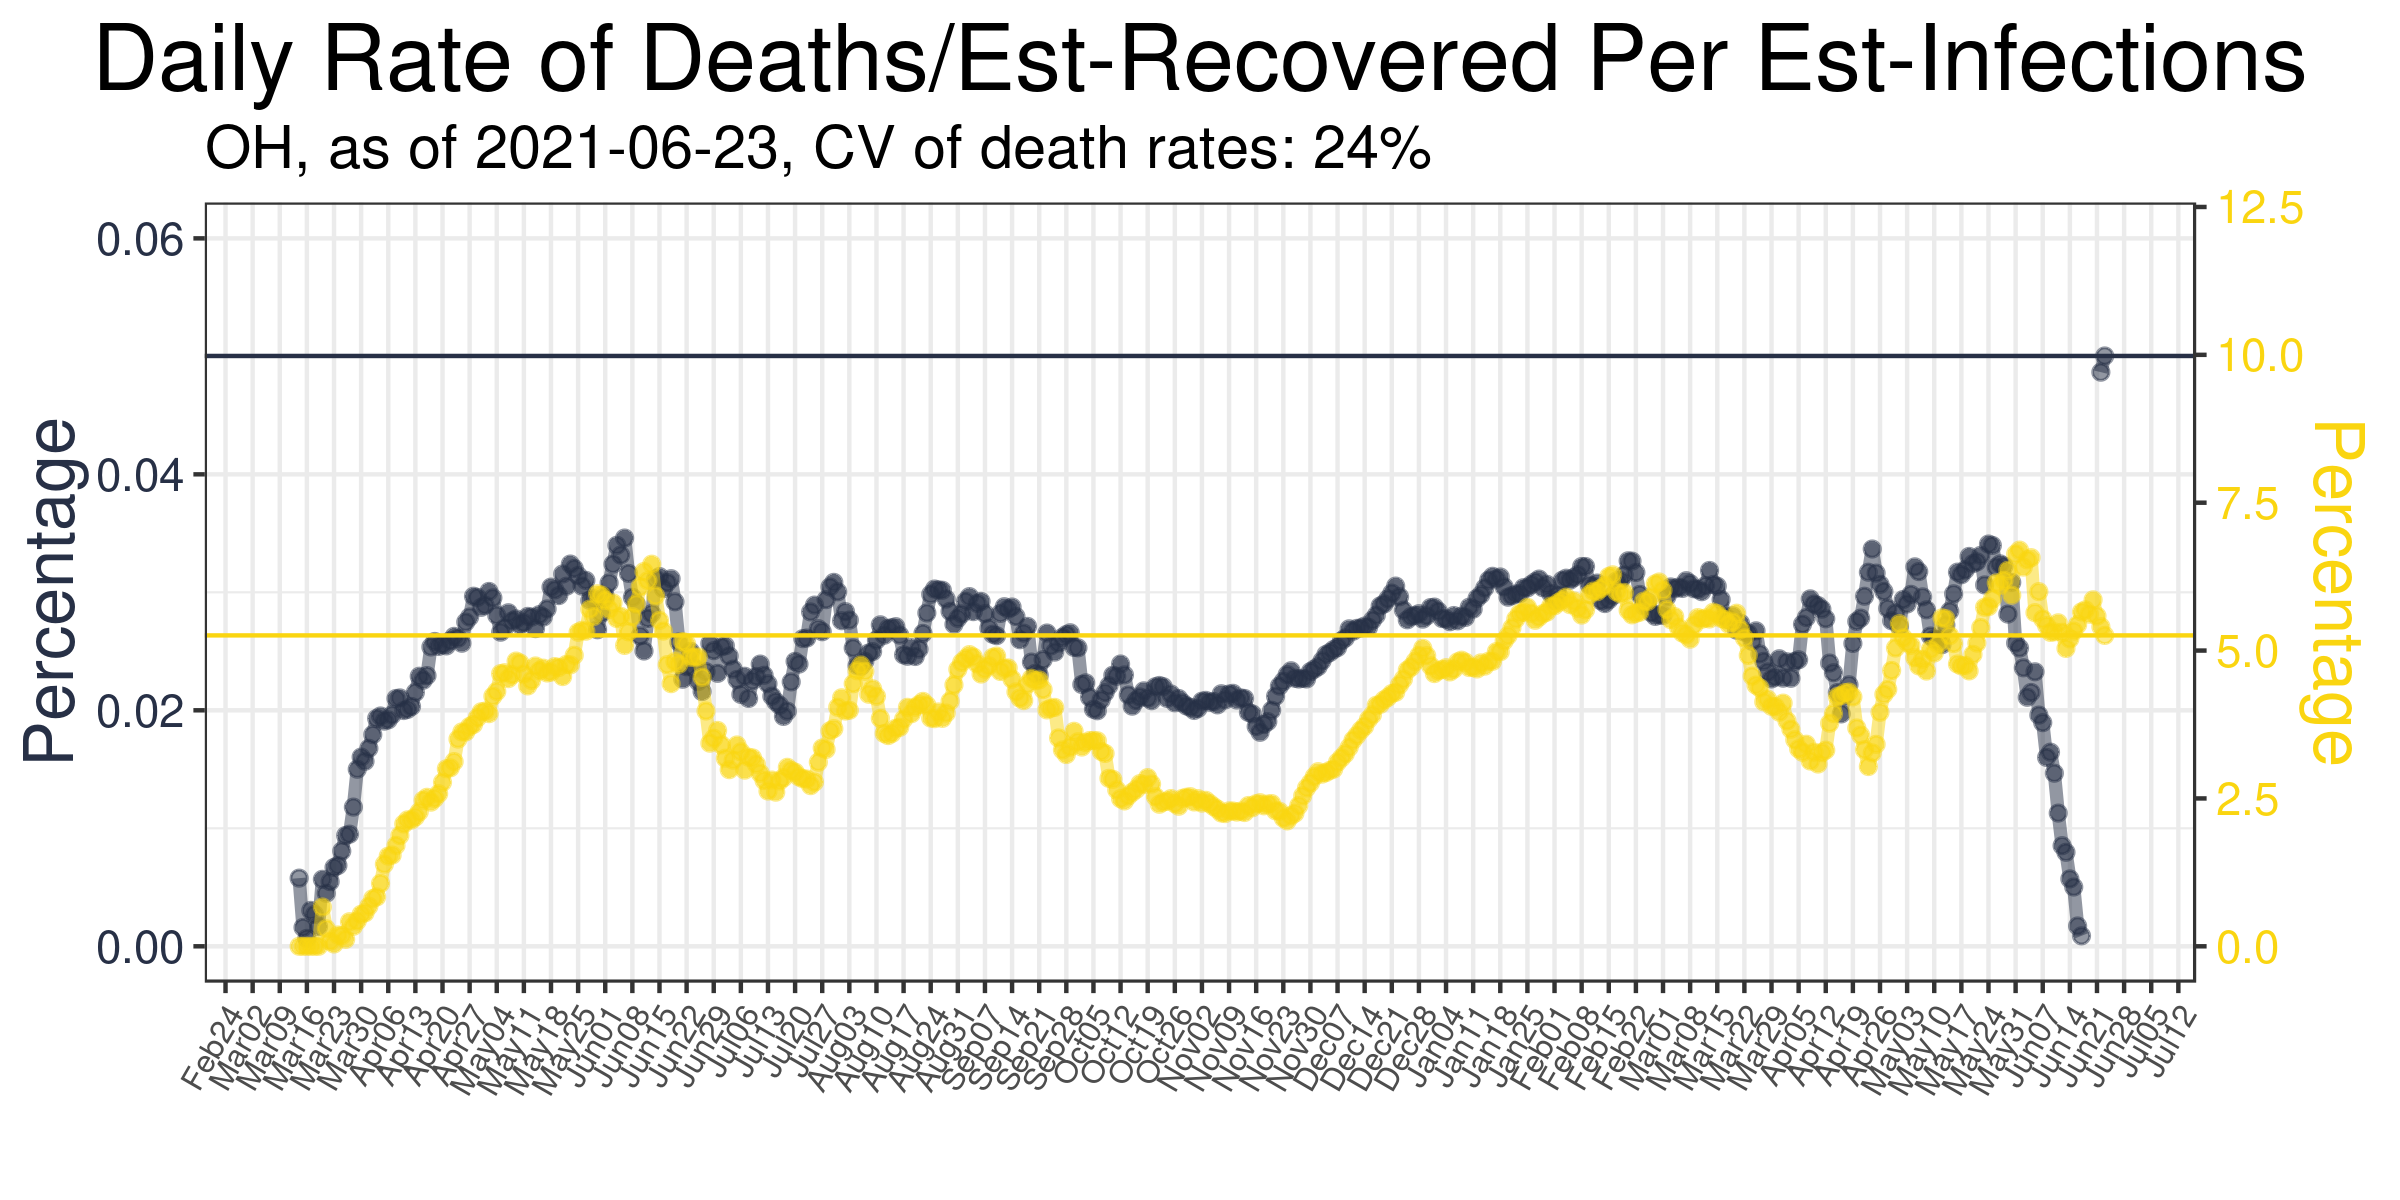 Daily Rate of Deaths/Est-Recovered Per Est-Infections
OH, as of 2021-06-23, CV of death rates: 24%
Percentage
0.06
0.04
0.02
0.00
12.5
10.0
7.5
5.0
2.5
0.0
Percentage
Feb24
Mar02
Mar09
Mar16
Mar23
Mar30
Apr06
Apr13
Apr20
Apr27
May04
May11
May18
May25
Jun01
Jun08
Jun15
Jun22
Jun29
Jul06
Jul13
Jul20
Jul27
Aug03
Aug10
Aug17
Aug24
Aug31
Sep07
Sep14
Sep21
Sep28
Oct05
Oct12
Oct19
Oct26
Nov02
Nov09
Nov16
Nov23
Nov30
Dec07
Dec14
Dec21
Dec28
Jan04
Jan11
Jan18
Jan25
Feb01
Feb08
Feb15
Feb22
Mar01
Mar08
Mar15
Mar22
Mar29
Apr05
Apr12
Apr19
Apr26
May03
May10
May17
May24
May31
Jun07
Jun14
Jun21
Jun28
Jul05
Jul12